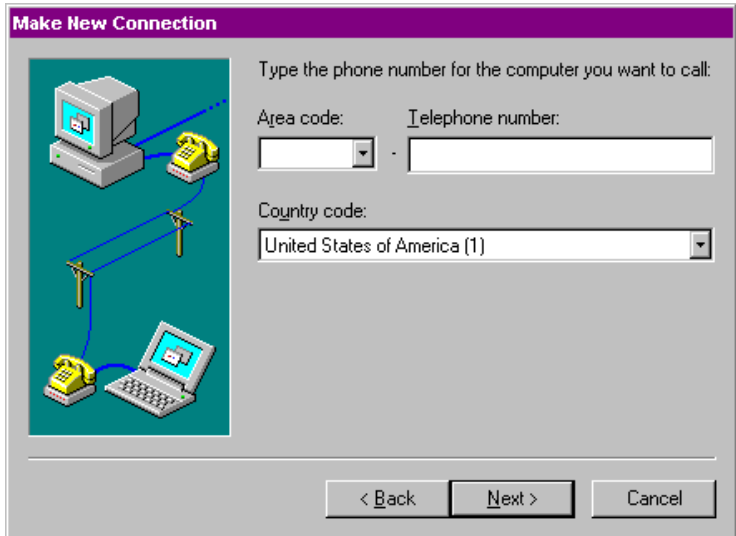 Make New Connection
Type the phone number for the computer you want to call:
Area code: Telephone number:
-
Country code:
United States of America (1)
< Back Next > Cancel